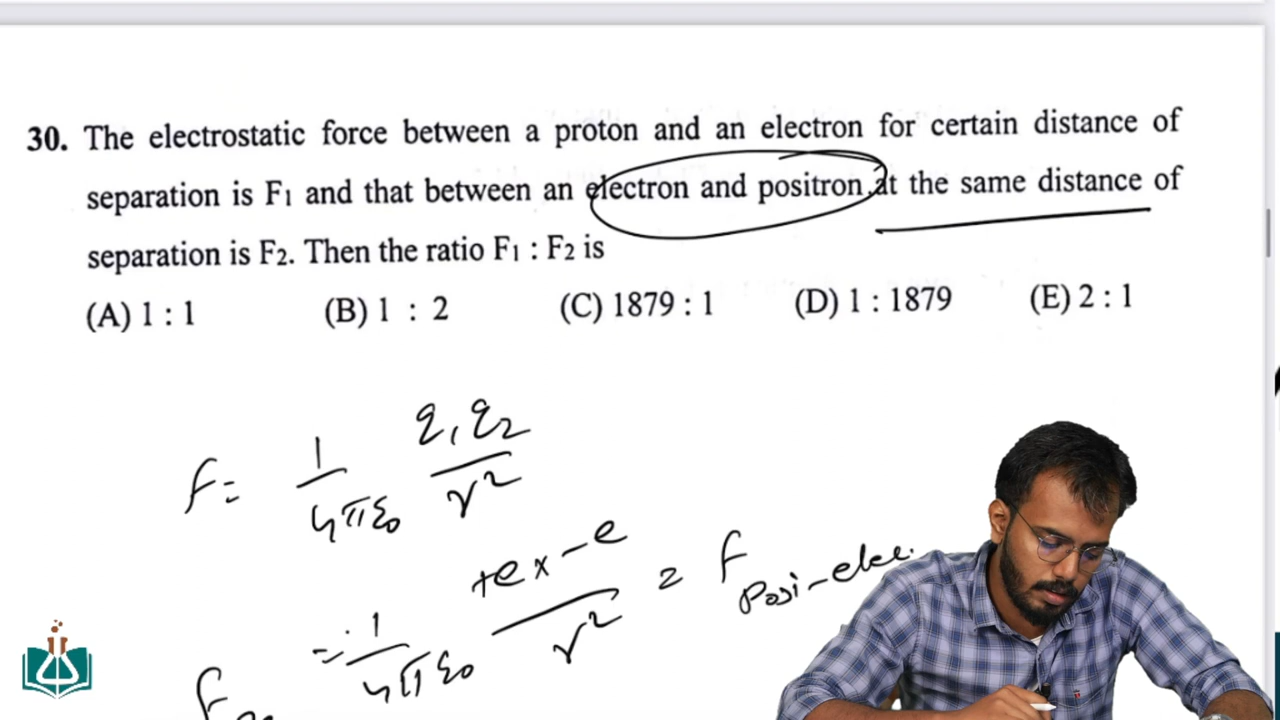 30. The electrostatic force between a proton and an electron for certain distance of
separation is F₁ and that between an electron and positron at the same distance of
separation is F₂. Then the ratio F₁ : F₂ is
(A) 1 : 1 (B) 1 : 2 (C) 1879 : 1 (D) 1 : 1879 (E) 2 : 1
F = 1/4πε₀ q₁q₂/r²
= 1/4πε₀ +e x -e/r² = F Posi-elec.
F